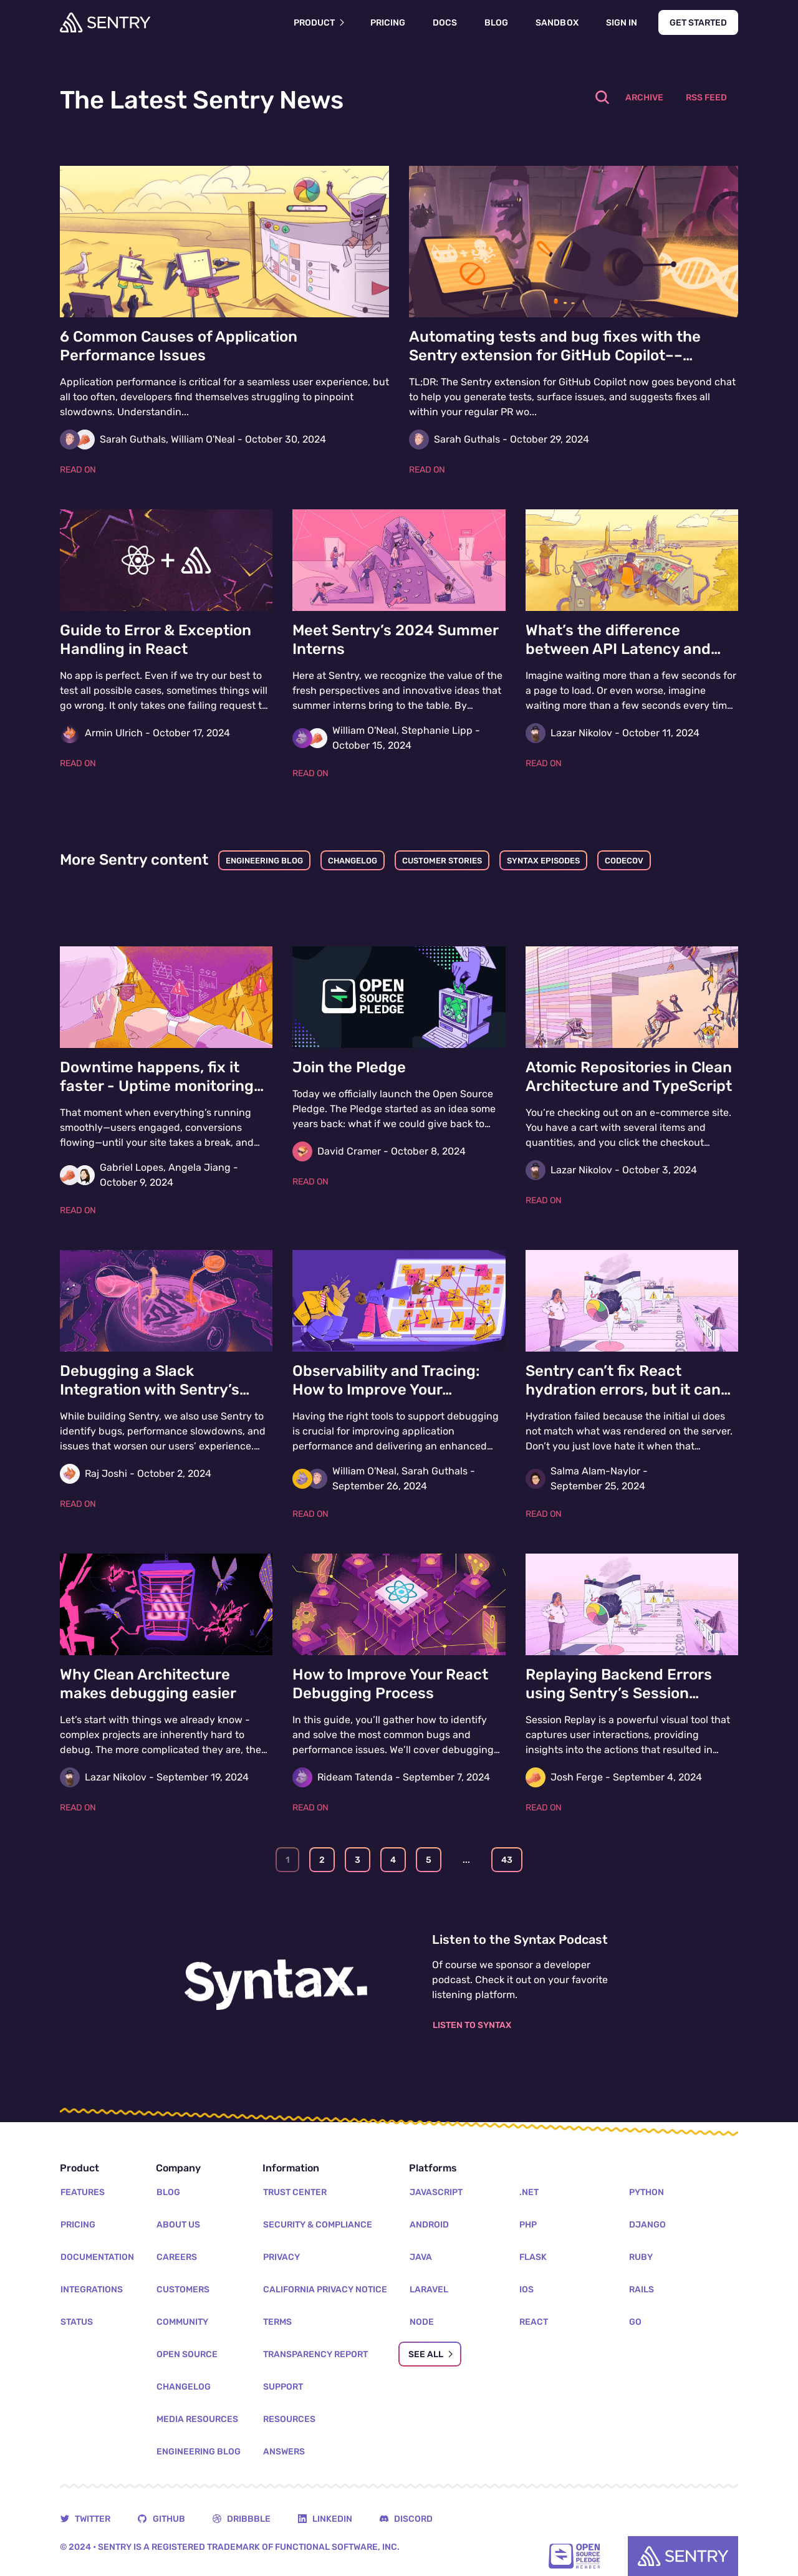 SENTRY
PRODUCT
PRICING
DOCS
BLOG
SANDBOX
SIGN IN
GET STARTED
The Latest Sentry News
ARCHIVE
RSS FEED
6 Common Causes of Application
Performance Issues
Application performance is critical for a seamless user experience, but
all too often, developers find themselves struggling to pinpoint
slowdowns. Understandin...
Sarah Guthals, William O'Neal - October 30, 2024
READ ON
Automating tests and bug fixes with the
Sentry extension for GitHub Copilot––…
TL;DR: The Sentry extension for GitHub Copilot now goes beyond chat
to help you generate tests, surface issues, and suggests fixes all
within your regular PR wo...
Sarah Guthals - October 29, 2024
READ ON
Guide to Error & Exception
Handling in React
No app is perfect. Even if we try our best to
test all possible cases, sometimes things will
go wrong. It only takes one failing request t…
Armin Ulrich - October 17, 2024
READ ON
Meet Sentry's 2024 Summer
Interns
Here at Sentry, we recognize the value of the
fresh perspectives and innovative ideas that
summer interns bring to the table. By…
William O'Neal, Stephanie Lipp -
October 15, 2024
READ ON
What's the difference
between API Latency and…
Imagine waiting more than a few seconds for
a page to load. Or even worse, imagine
waiting more than a few seconds every tim…
Lazar Nikolov - October 11, 2024
READ ON
More Sentry content
ENGINEERING BLOG
CHANGELOG
CUSTOMER STORIES
SYNTAX EPISODES
CODECOV
OPEN
SOURCE
PLEDGE
Downtime happens, fix it
faster - Uptime monitoring…
That moment when everything's running
smoothly—users engaged, conversions
flowing—until your site takes a break, and…
Gabriel Lopes, Angela Jiang -
October 9, 2024
READ ON
Join the Pledge
Today we officially launch the Open Source
Pledge. The Pledge started as an idea some
years back: what if we could give back to…
David Cramer - October 8, 2024
READ ON
Atomic Repositories in Clean
Architecture and TypeScript
You're checking out on an e-commerce site.
You have a cart with several items and
quantities, and you click the checkout…
Lazar Nikolov - October 3, 2024
READ ON
Debugging a Slack
Integration with Sentry's…
While building Sentry, we also use Sentry to
identify bugs, performance slowdowns, and
issues that worsen our users' experience.…
Raj Joshi - October 2, 2024
READ ON
Observability and Tracing:
How to Improve Your…
Having the right tools to support debugging
is crucial for improving application
performance and delivering an enhanced…
William O'Neal, Sarah Guthals -
September 26, 2024
READ ON
Sentry can't fix React
hydration errors, but it can…
Hydration failed because the initial ui does
not match what was rendered on the server.
Don't you just love it when that…
Salma Alam-Naylor -
September 25, 2024
READ ON
Why Clean Architecture
makes debugging easier
Let's start with things we already know -
complex projects are inherently hard to
debug. The more complicated they are, the…
Lazar Nikolov - September 19, 2024
READ ON
How to Improve Your React
Debugging Process
In this guide, you'll gather how to identify
and solve the most common bugs and
performance issues. We'll cover debugging…
Rideam Tatenda - September 7, 2024
READ ON
Replaying Backend Errors
using Sentry's Session…
Session Replay is a powerful visual tool that
captures user interactions, providing
insights into the actions that resulted in…
Josh Ferge - September 4, 2024
READ ON
1
2
3
4
5
...
43
Syntax.
Listen to the Syntax Podcast
Of course we sponsor a developer
podcast. Check it out on your favorite
listening platform.
LISTEN TO SYNTAX
Product
FEATURES
PRICING
DOCUMENTATION
INTEGRATIONS
STATUS
Company
BLOG
ABOUT US
CAREERS
CUSTOMERS
COMMUNITY
OPEN SOURCE
CHANGELOG
MEDIA RESOURCES
ENGINEERING BLOG
Information
TRUST CENTER
SECURITY & COMPLIANCE
PRIVACY
CALIFORNIA PRIVACY NOTICE
TERMS
TRANSPARENCY REPORT
SUPPORT
RESOURCES
ANSWERS
Platforms
JAVASCRIPT
ANDROID
JAVA
LARAVEL
NODE
.NET
PHP
FLASK
IOS
REACT
PYTHON
DJANGO
RUBY
RAILS
GO
SEE ALL
TWITTER
GITHUB
DRIBBBLE
LINKEDIN
DISCORD
© 2024 • SENTRY IS A REGISTERED TRADEMARK OF FUNCTIONAL SOFTWARE, INC.
OPEN
SOURCE
PLEDGE
MEMBER
SENTRY